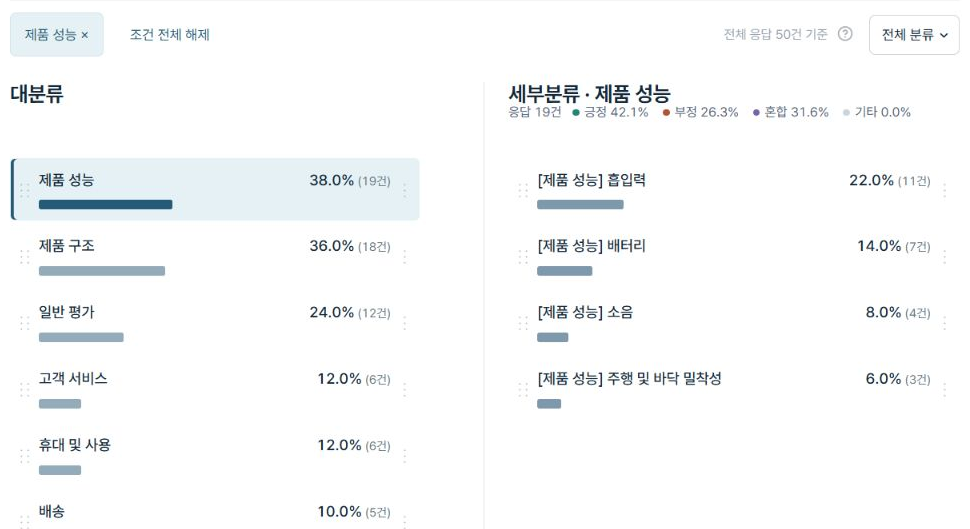 제품 성능 ×
조건 전체 해제
전체 응답 50건 기준 ?
전체 분류
대분류
제품 성능 38.0% (19건)
제품 구조 36.0% (18건)
일반 평가 24.0% (12건)
고객 서비스 12.0% (6건)
휴대 및 사용 12.0% (6건)
배송 10.0% (5건)
세부분류 · 제품 성능
응답 19건 긍정 42.1% 부정 26.3% 혼합 31.6% 기타 0.0%
[제품 성능] 흡입력 22.0% (11건)
[제품 성능] 배터리 14.0% (7건)
[제품 성능] 소음 8.0% (4건)
[제품 성능] 주행 및 바닥 밀착성 6.0% (3건)